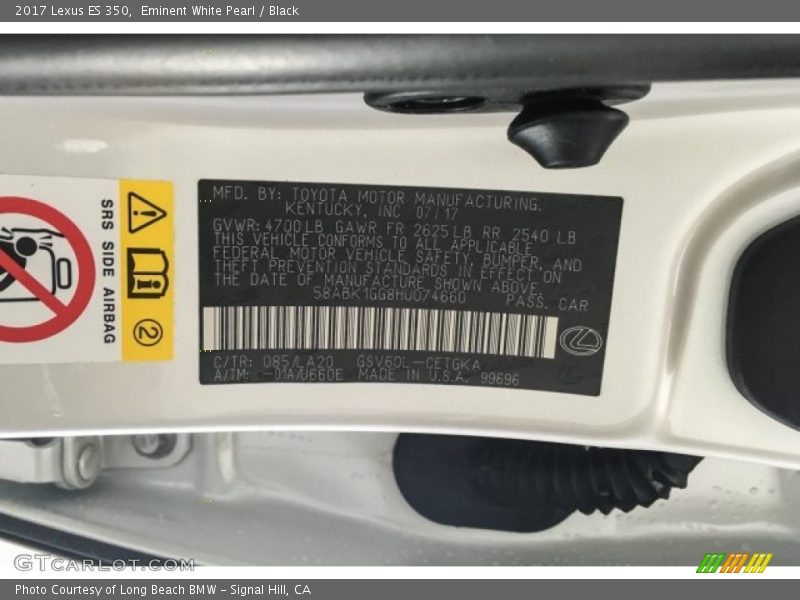 2017 Lexus ES 350, Eminent White Pearl / Black
SRS SIDE AIRBAG
2
MFD. BY: TOYOTA MOTOR MANUFACTURING.
KENTUCKY, INC 07/17
GVWR:4700LB GAWR FR 2625LB RR 2540 LB
THIS VEHICLE CONFORMS TO ALL APPLICABLE
FEDERAL MOTOR VEHICLE SAFETY, BUMPER, AND
THEFT PREVENTION STANDARDS IN EFFECT ON
THE DATE OF MANUFACTURE SHOWN ABOVE.
58ABK1GG8HU074660 PASS. CAR
C/TR: 085/LA20 GSV60L-CETGKA
A/TM: -01A/U660E MADE IN U.S.A. 99696
GTCarLot.com
Photo Courtesy of Long Beach BMW - Signal Hill, CA